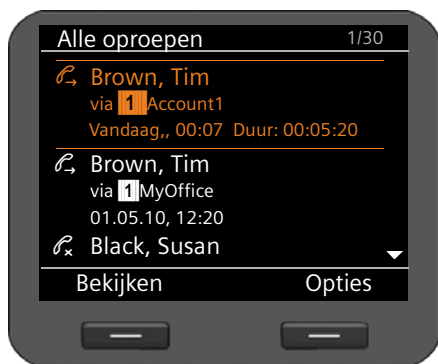 Alle oproepen 1/30
Brown, Tim
via 1 Account1
Vandaag,, 00:07 Duur: 00:05:20
Brown, Tim
via 1 MyOffice
01.05.10, 12:20
Black, Susan
Bekijken Opties